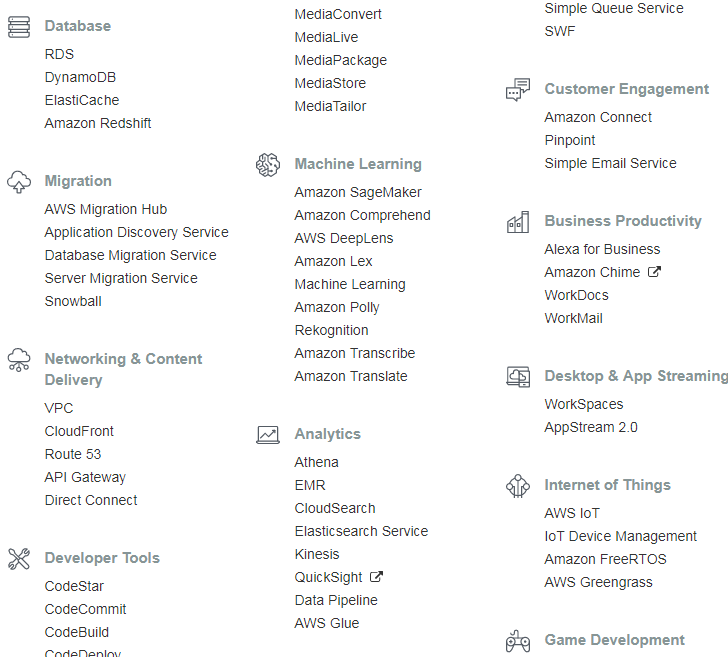 Database
RDS
DynamoDB
ElastiCache
Amazon Redshift
Migration
AWS Migration Hub
Application Discovery Service
Database Migration Service
Server Migration Service
Snowball
Networking & Content
Delivery
VPC
CloudFront
Route 53
API Gateway
Direct Connect
Developer Tools
CodeStar
CodeCommit
CodeBuild
CodeDeploy
MediaConvert
MediaLive
MediaPackage
MediaStore
MediaTailor
Machine Learning
Amazon SageMaker
Amazon Comprehend
AWS DeepLens
Amazon Lex
Machine Learning
Amazon Polly
Rekognition
Amazon Transcribe
Amazon Translate
Analytics
Athena
EMR
CloudSearch
Elasticsearch Service
Kinesis
QuickSight
Data Pipeline
AWS Glue
Simple Queue Service
SWF
Customer Engagement
Amazon Connect
Pinpoint
Simple Email Service
Business Productivity
Alexa for Business
Amazon Chime
WorkDocs
WorkMail
Desktop & App Streaming
WorkSpaces
AppStream 2.0
Internet of Things
AWS IoT
IoT Device Management
Amazon FreeRTOS
AWS Greengrass
Game Development